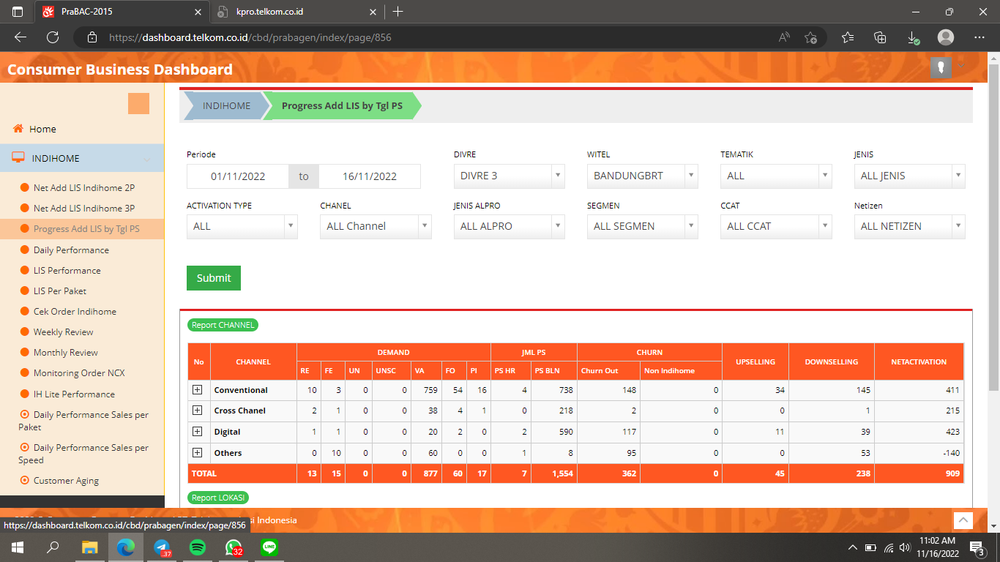 PraBAC-2015
kpro.telkom.co.id
https://dashboard.telkom.co.id/cbd/prabagen/index/page/856
Consumer Business Dashboard
Home
INDIHOME
Net Add LIS Indihome 2P
Net Add LIS Indihome 3P
Progress Add LIS by Tgl PS
Daily Performance
LIS Performance
LIS Per Paket
Cek Order Indihome
Weekly Review
Monthly Review
Monitoring Order NCX
IH Lite Performance
Daily Performance Sales per
Paket
Daily Performance Sales per
Speed
Customer Aging
INDIHOME Progress Add LIS by Tgl PS
Periode DIVRE WITEL TEMATIK JENIS
01/11/2022 to 16/11/2022 DIVRE 3 BANDUNGBRT ALL ALL JENIS
ACTIVATION TYPE CHANEL JENIS ALPRO SEGMEN CCAT Netizen
ALL ALL Channel ALL ALPRO ALL SEGMEN ALL CCAT ALL NETIZEN
Submit
Report CHANNEL
No CHANNEL DEMAND JML PS CHURN UPSELLING DOWNSELLING NETACTIVATION
RE FE UN UNSC VA FO PI PS HR PS BLN Churn Out Non Indihome
Conventional 10 3 0 0 759 54 16 4 738 148 0 34 145 411
Cross Chanel 2 1 0 0 38 4 1 0 218 2 0 0 1 215
Digital 1 1 0 0 20 2 0 2 590 117 0 11 39 423
Others 0 10 0 0 60 0 0 1 8 95 0 0 53 -140
TOTAL 13 15 0 0 877 60 17 7 1,554 362 0 45 238 909
Report LOKASI
Indonesia
https://dashboard.telkom.co.id/cbd/prabagen/index/page/856
37
32
LINE
11:02 AM
11/16/2022
3